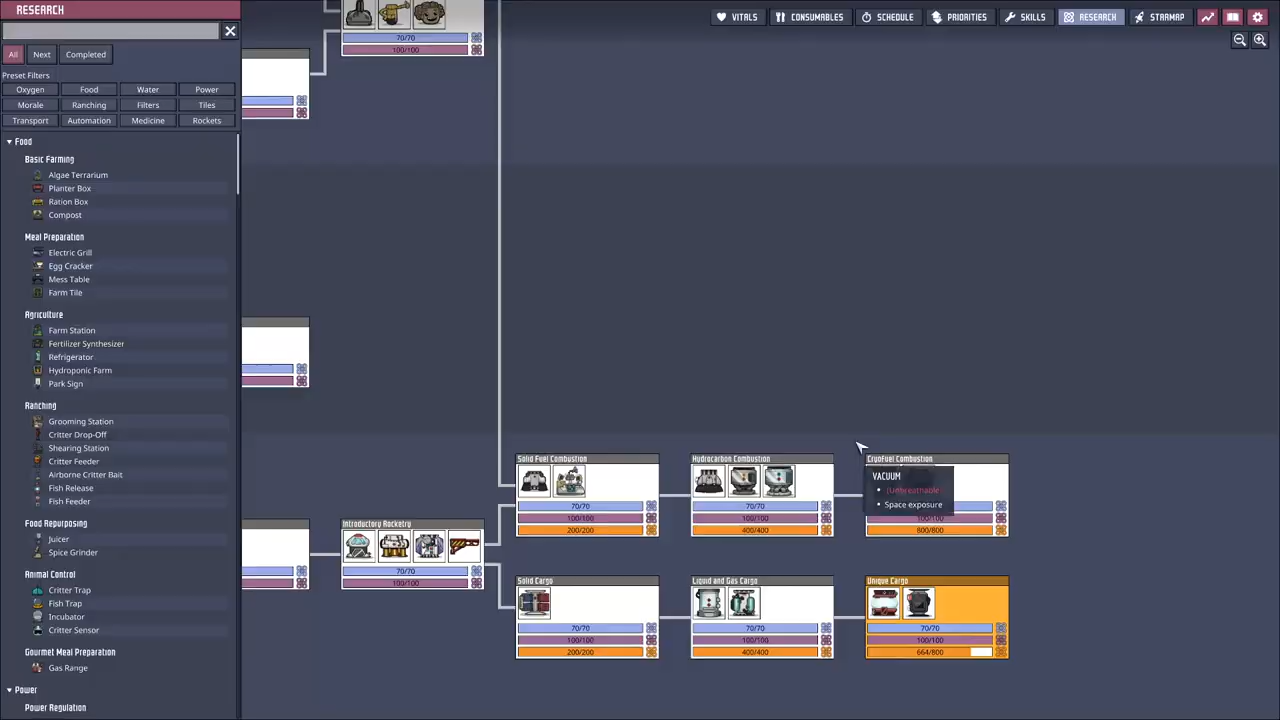 RESEARCH
All
Next
Completed
Preset Filters
Oxygen
Food
Water
Power
Morale
Ranching
Filters
Tiles
Transport
Automation
Medicine
Rockets
Food
Basic Farming
Algae Terrarium
Planter Box
Ration Box
Compost
Meal Preparation
Electric Grill
Egg Cracker
Mess Table
Farm Tile
Agriculture
Farm Station
Fertilizer Synthesizer
Refrigerator
Hydroponic Farm
Park Sign
Ranching
Grooming Station
Critter Drop-Off
Shearing Station
Critter Feeder
Airborne Critter Bait
Fish Release
Fish Feeder
Food Repurposing
Juicer
Spice Grinder
Animal Control
Critter Trap
Fish Trap
Incubator
Critter Sensor
Gourmet Meal Preparation
Gas Range
Power
Power Regulation
VITALS
CONSUMABLES
SCHEDULE
PRIORITIES
SKILLS
RESEARCH
STARMAP
70/70
100/100
Introductory Rocketry
70/70
100/100
Solid Fuel Combustion
70/70
100/100
200/200
Hydrocarbon Combustion
70/70
100/100
400/400
CryoFuel Combustion
VACUUM
(Unbreathable)
Space exposure
100/100
800/800
Solid Cargo
70/70
100/100
200/200
Liquid and Gas Cargo
70/70
100/100
400/400
Unique Cargo
70/70
100/100
664/800